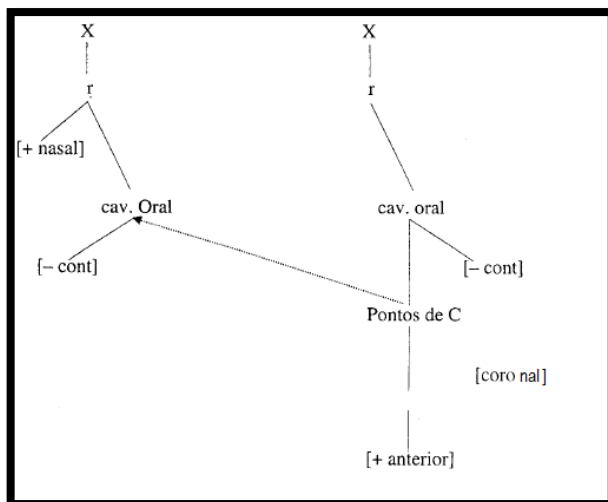 X X
r r
[+ nasal]
cav. Oral cav. oral
[– cont] [– cont]
Pontos de C
[coro nal]
[+ anterior]